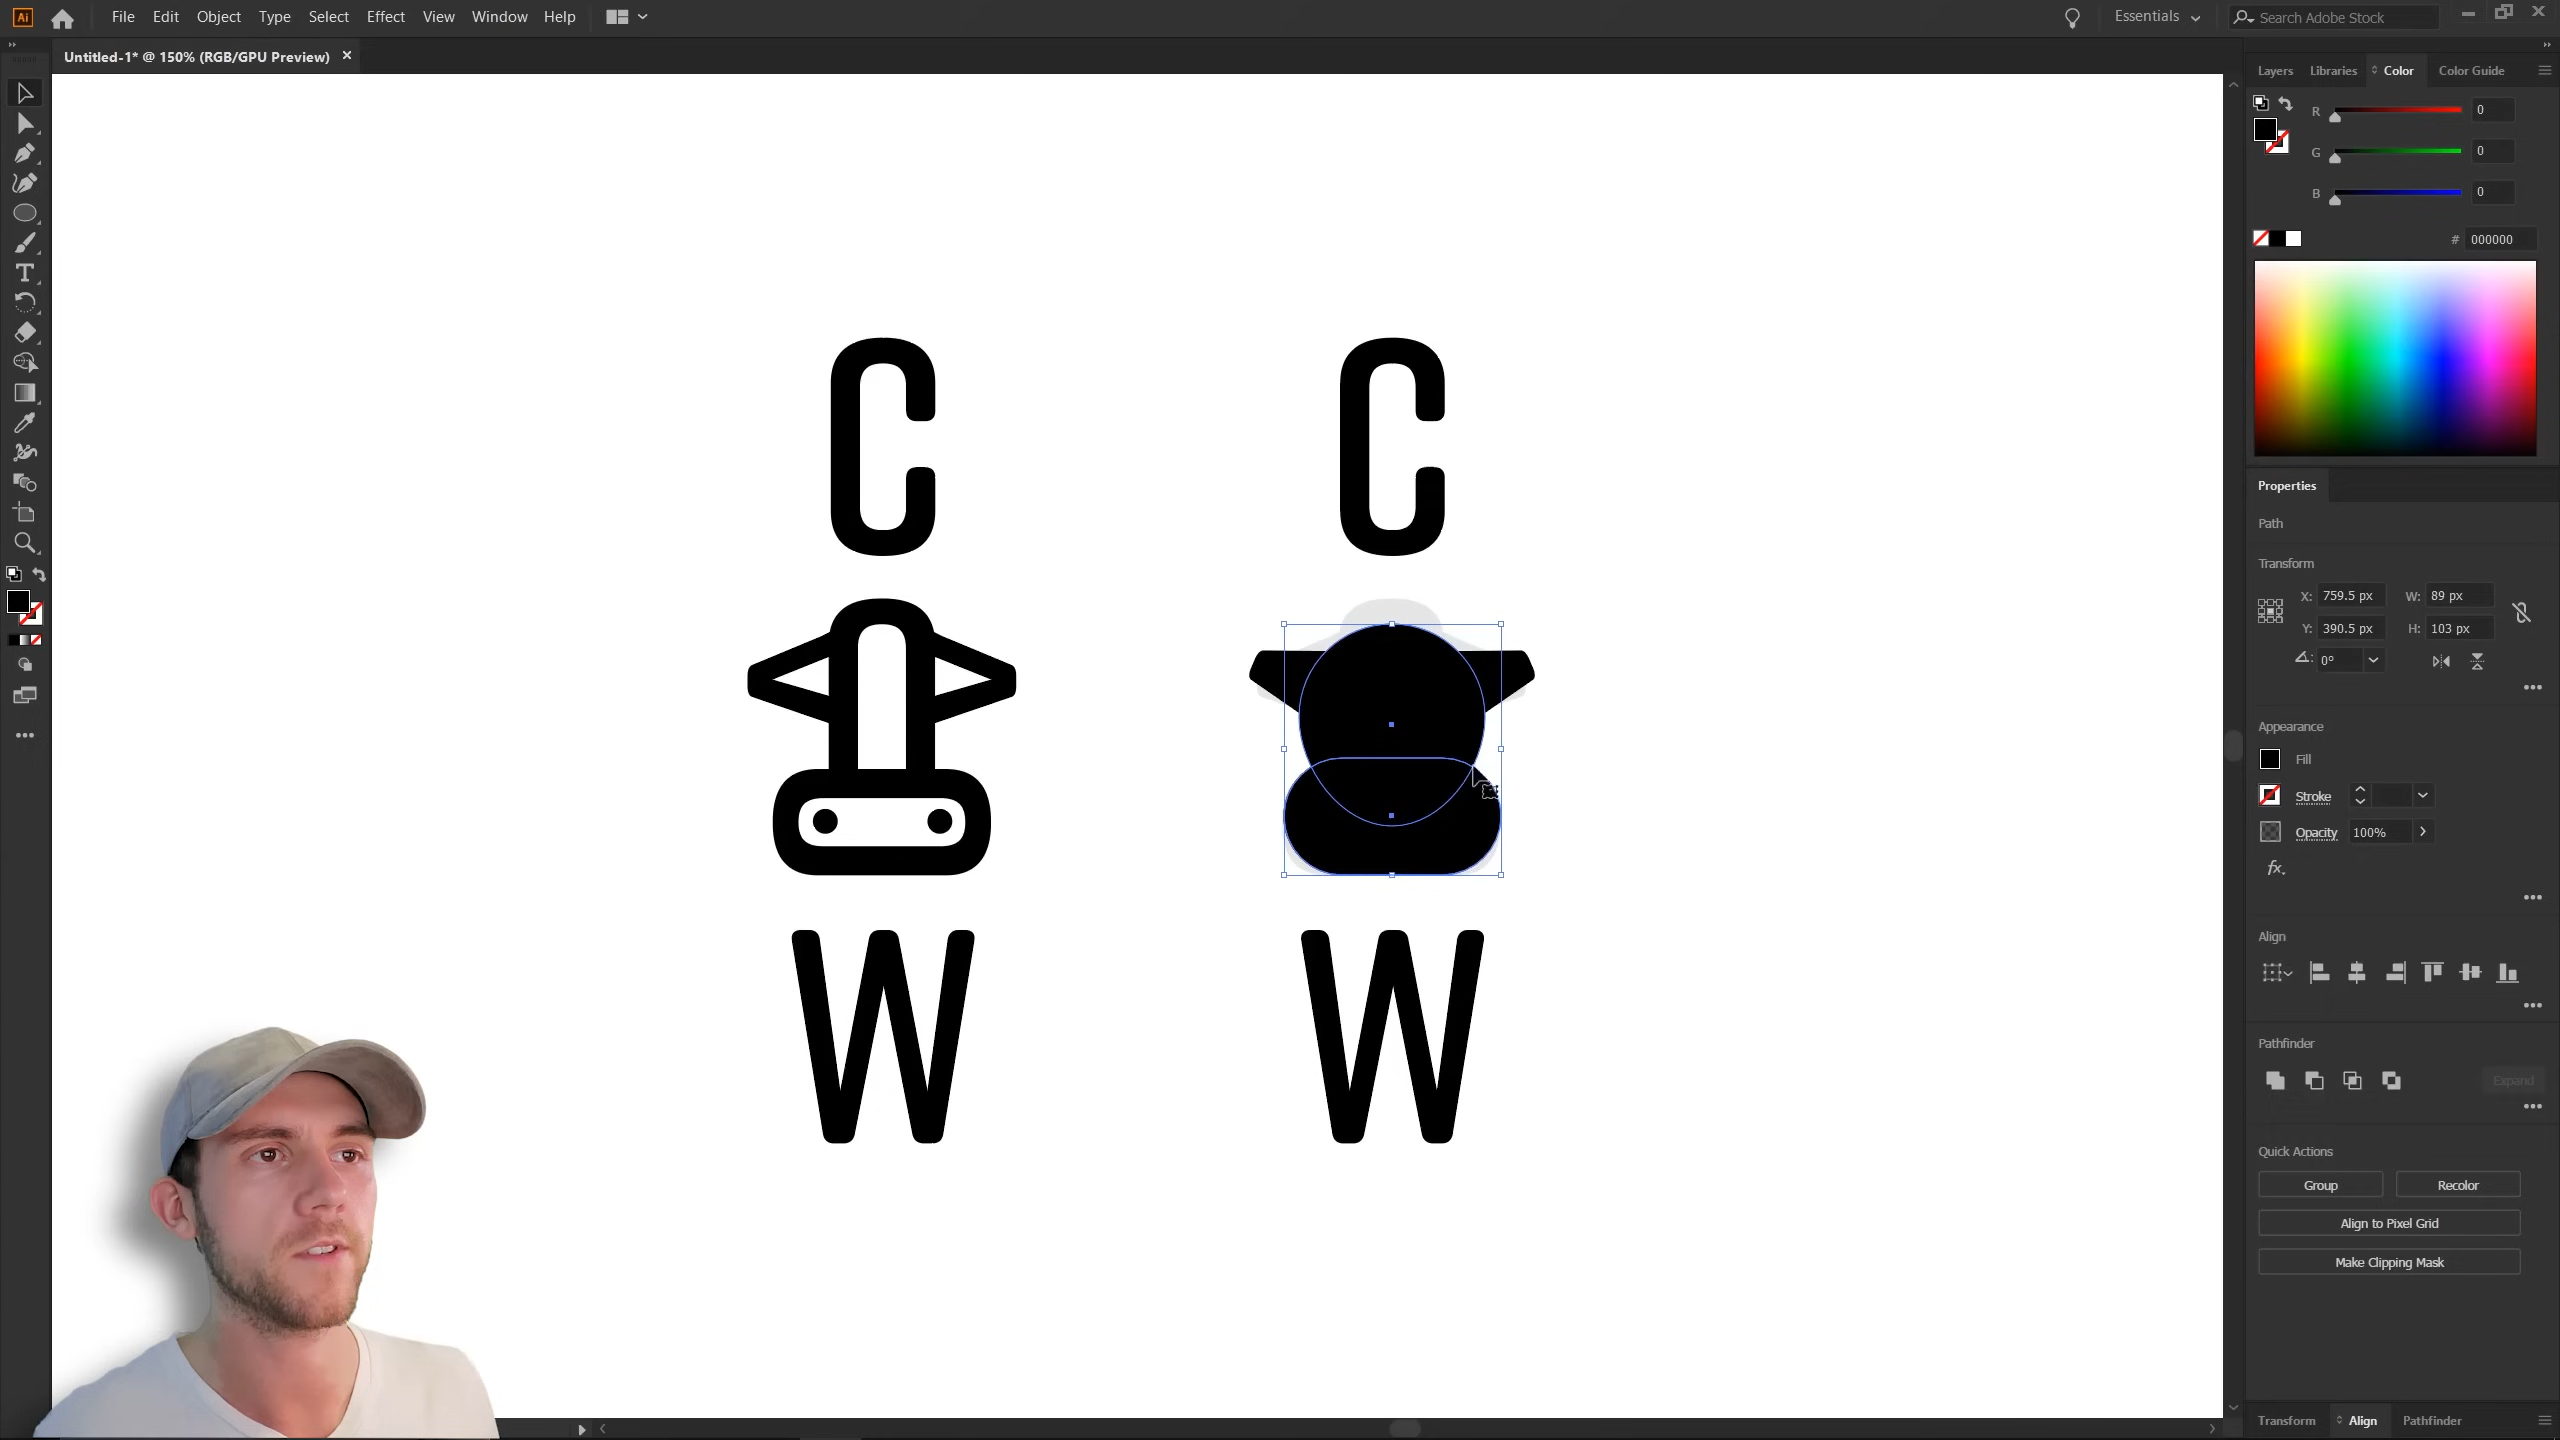 Ai File Edit Object Type Select Effect View Window Help Essentials Search Adobe Stock
Untitled-1* @ 150% (RGB/GPU Preview) ×
Layers Libraries Color Color Guide
R 0
G 0
B 0
# 000000
Properties
Path
Transform
X: 759.5 px W: 89 px
Y: 390.5 px H: 103 px
0°
Appearance
Fill
Stroke
Opacity 100%
fx
Align
Pathfinder
Expand
Quick Actions
Group Recolor
Align to Pixel Grid
Make Clipping Mask
Transform Align Pathfinder
C C
W W